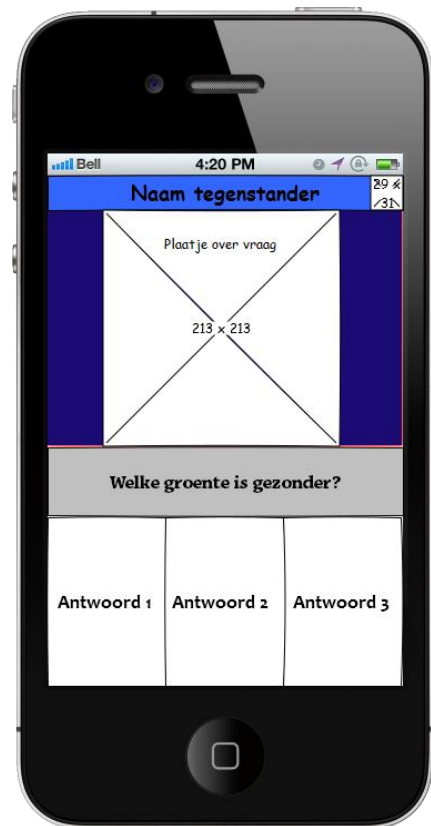 Bell 4:20 PM
Naam tegenstander
29 x
31
Plaatje over vraag
213 x 213
Welke groente is gezonder?
Antwoord 1 Antwoord 2 Antwoord 3